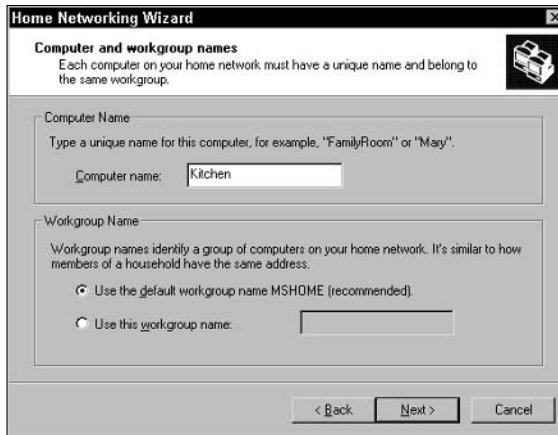 Home Networking Wizard
Computer and workgroup names
Each computer on your home network must have a unique name and belong to
the same workgroup.
Computer Name
Type a unique name for this computer, for example, "FamilyRoom" or "Mary".
Computer name:
Kitchen
Workgroup Name
Workgroup names identify a group of computers on your home network. It's similar to how
members of a household have the same address.
Use the default workgroup name MSHOME (recommended).
Use this workgroup name:
< Back
Next >
Cancel